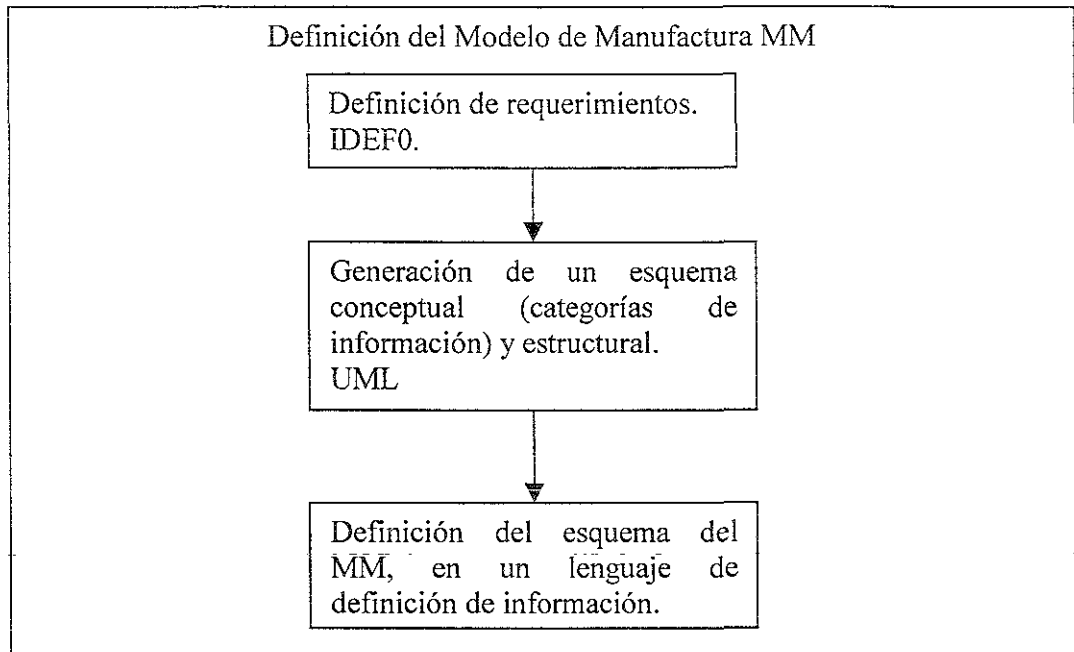 Definición del Modelo de Manufactura MM
Definición de requerimientos.
IDEF0.
Generación de un esquema
conceptual (categorías de
información) y estructural.
UML
Definición del esquema del
MM, en un lenguaje de
definición de información.